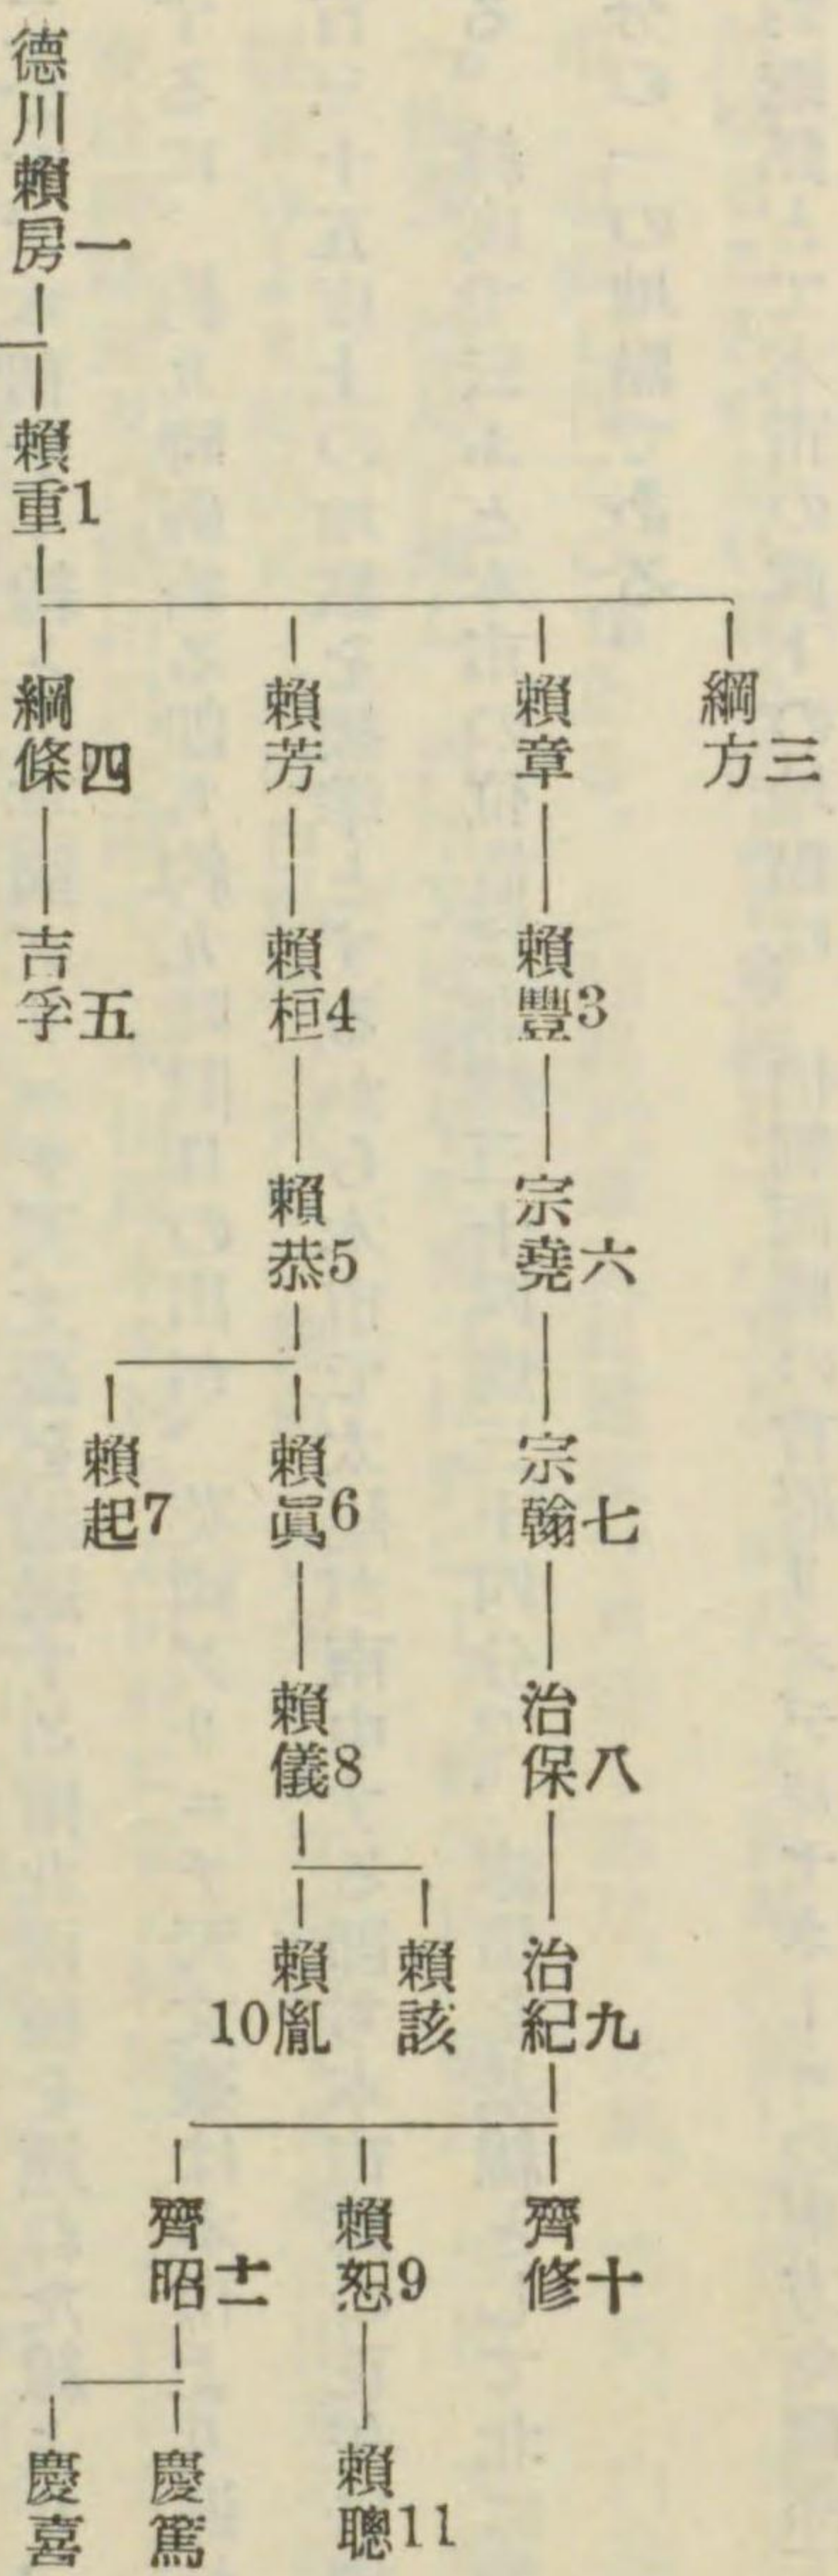 德川賴房一
賴重1
綱方三
賴章
賴豐3
宗堯六
宗翰七
治保八
治紀九
齊修十
賴恕9
賴聰11
齊昭十一
慶篤
慶喜
賴芳
賴桓4
賴恭5
賴眞6
賴儀8
賴該
賴胤10
賴起7
綱條四
吉孚五